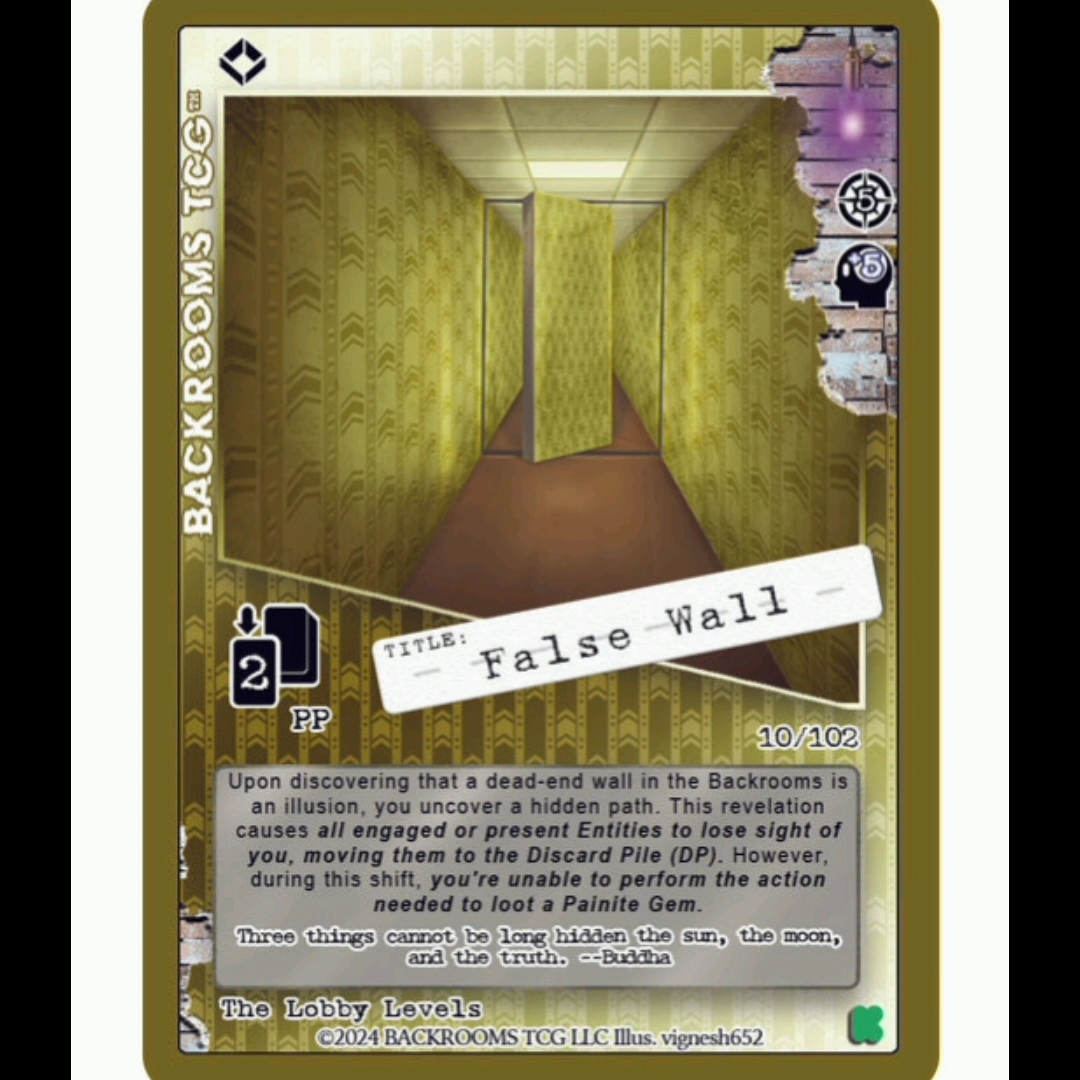 BACKROOMS TCG™
5
+5
TITLE:
False Wall
2
PP
10/102
Upon discovering that a dead-end wall in the Backrooms is
an illusion, you uncover a hidden path. This revelation
causes all engaged or present Entities to lose sight of
you, moving them to the Discard Pile (DP). However,
during this shift, you're unable to perform the action
needed to loot a Painite Gem.
Three things cannot be long hidden the sun, the moon,
and the truth. --Buddha
The Lobby Levels
©2024 BACKROOMS TCG LLC Illus. vignesh652
K